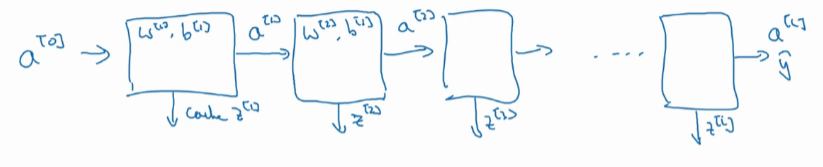 a^[0] → w^[1], b^[1] a^[1] w^[2], b^[2] a^[2] .... a^[L]
ŷ
cache z^[1] z^[2] z^[3] z^[L]